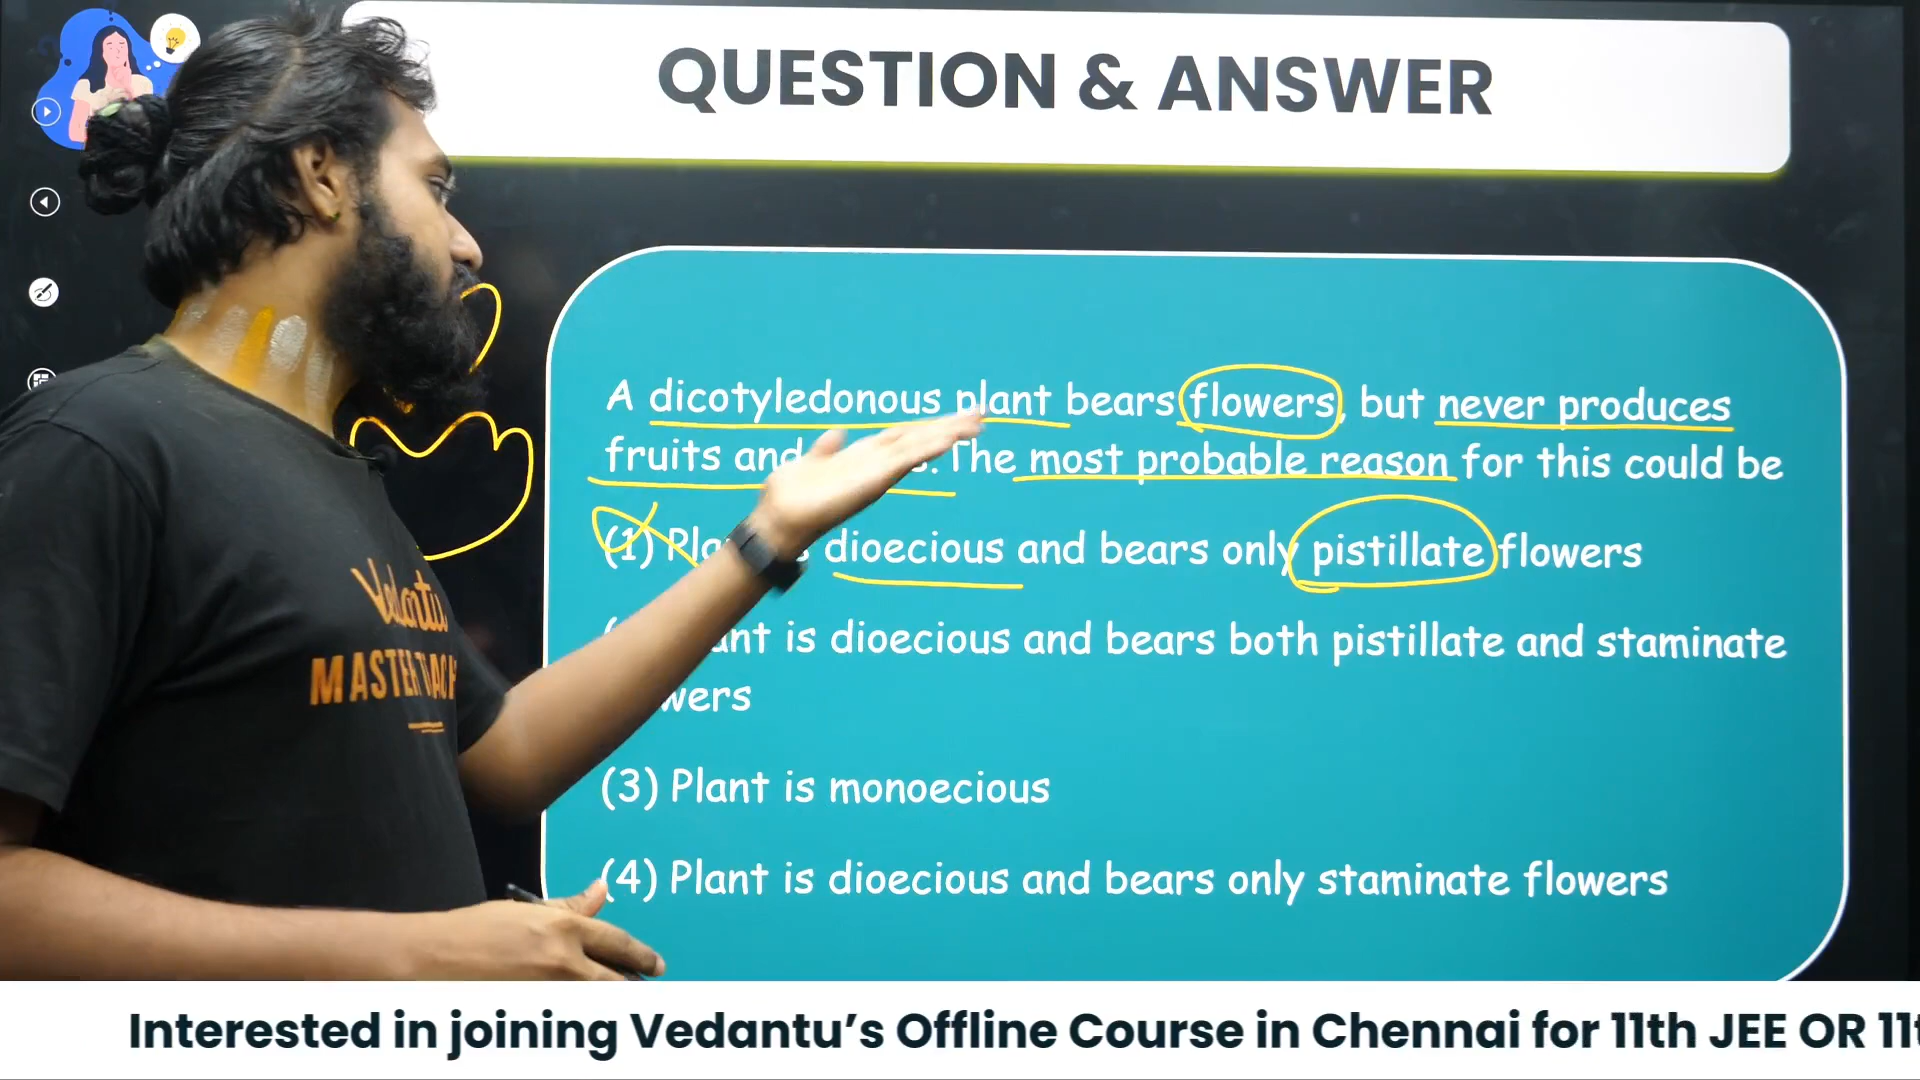 QUESTION & ANSWER
A dicotyledonous plant bears flowers, but never produces
fruits and The most probable reason for this could be
(1) dioecious and bears only pistillate flowers
is dioecious and bears both pistillate and staminate
(3) Plant is monoecious
(4) Plant is dioecious and bears only staminate flowers
Vedantu
MASTER
Interested in joining Vedantu’s Offline Course in Chennai for 11th JEE OR